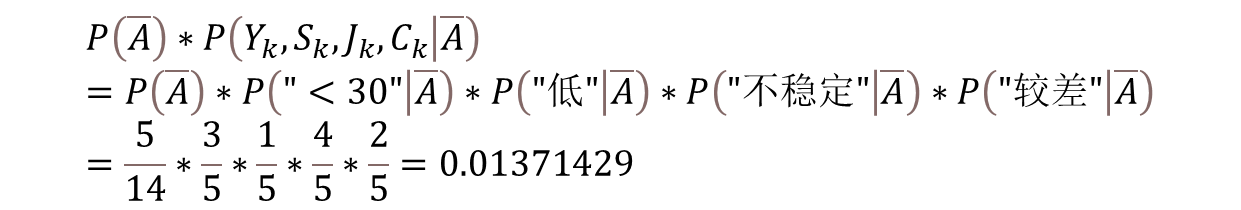 P(A̅) ∗ P(Yₖ, Sₖ, Jₖ, Cₖ|A̅)
= P(A̅) ∗ P(" < 30"|A̅) ∗ P("低"|A̅) ∗ P("不稳定"|A̅) ∗ P("较差"|A̅)
= 5/14 ∗ 3/5 ∗ 1/5 ∗ 4/5 ∗ 2/5 = 0.01371429